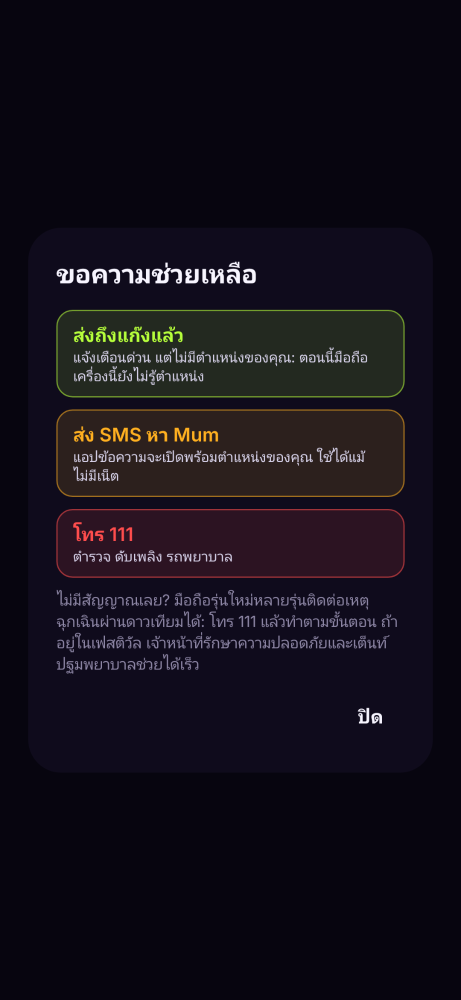 ขอความช่วยเหลือ
ส่งถึงแก๊งแล้ว
แจ้งเตือนด่วน แต่ไม่มีตำแหน่งของคุณ: ตอนนี้มือถือ
เครื่องนี้ยังไม่รู้ตำแหน่ง
ส่ง SMS หา Mum
แอปข้อความจะเปิดพร้อมตำแหน่งของคุณ ใช้ได้แม้
ไม่มีเน็ต
โทร 111
ตำรวจ ดับเพลิง รถพยาบาล
ไม่มีสัญญาณเลย? มือถือรุ่นใหม่หลายรุ่นติดต่อเหตุ
ฉุกเฉินผ่านดาวเทียมได้: โทร 111 แล้วทำตามขั้นตอน ถ้า
อยู่ในเฟสติวัล เจ้าหน้าที่รักษาความปลอดภัยและเต็นท์
ปฐมพยาบาลช่วยได้เร็ว
ปิด